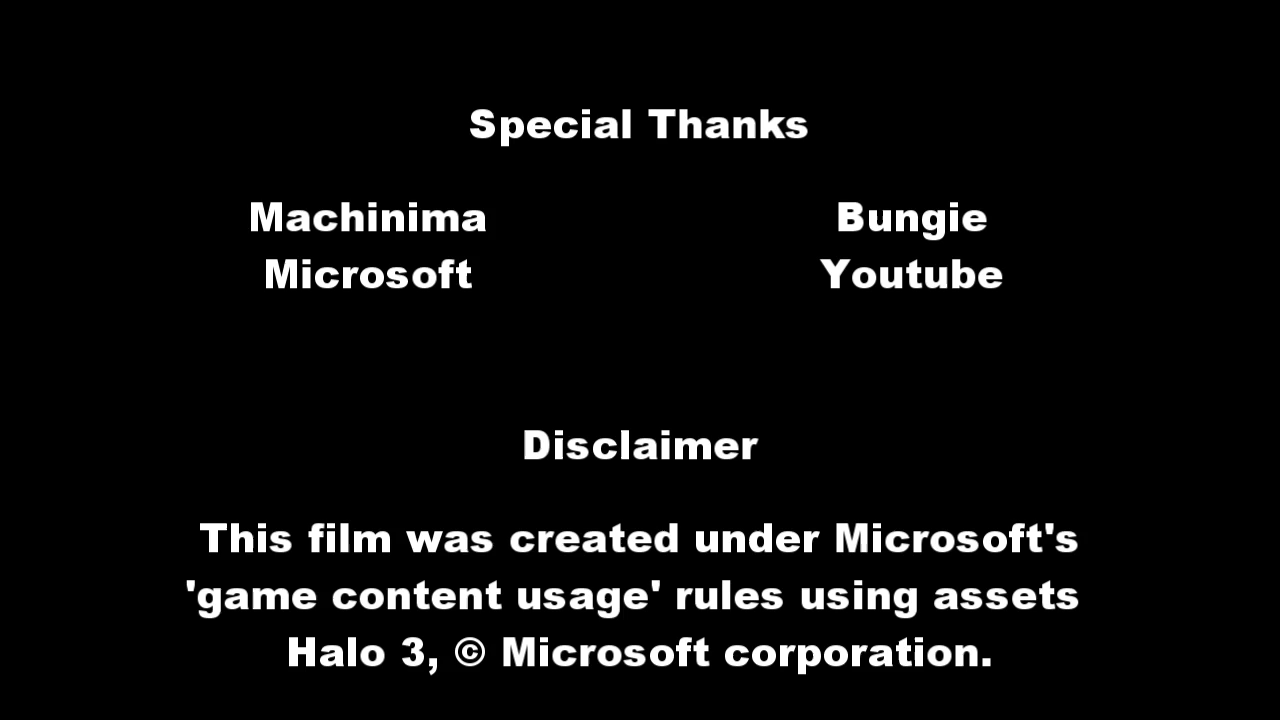 Special Thanks
Machinima
Bungie
Microsoft
Youtube
Disclaimer
This film was created under Microsoft's
'game content usage' rules using assets
Halo 3, © Microsoft corporation.